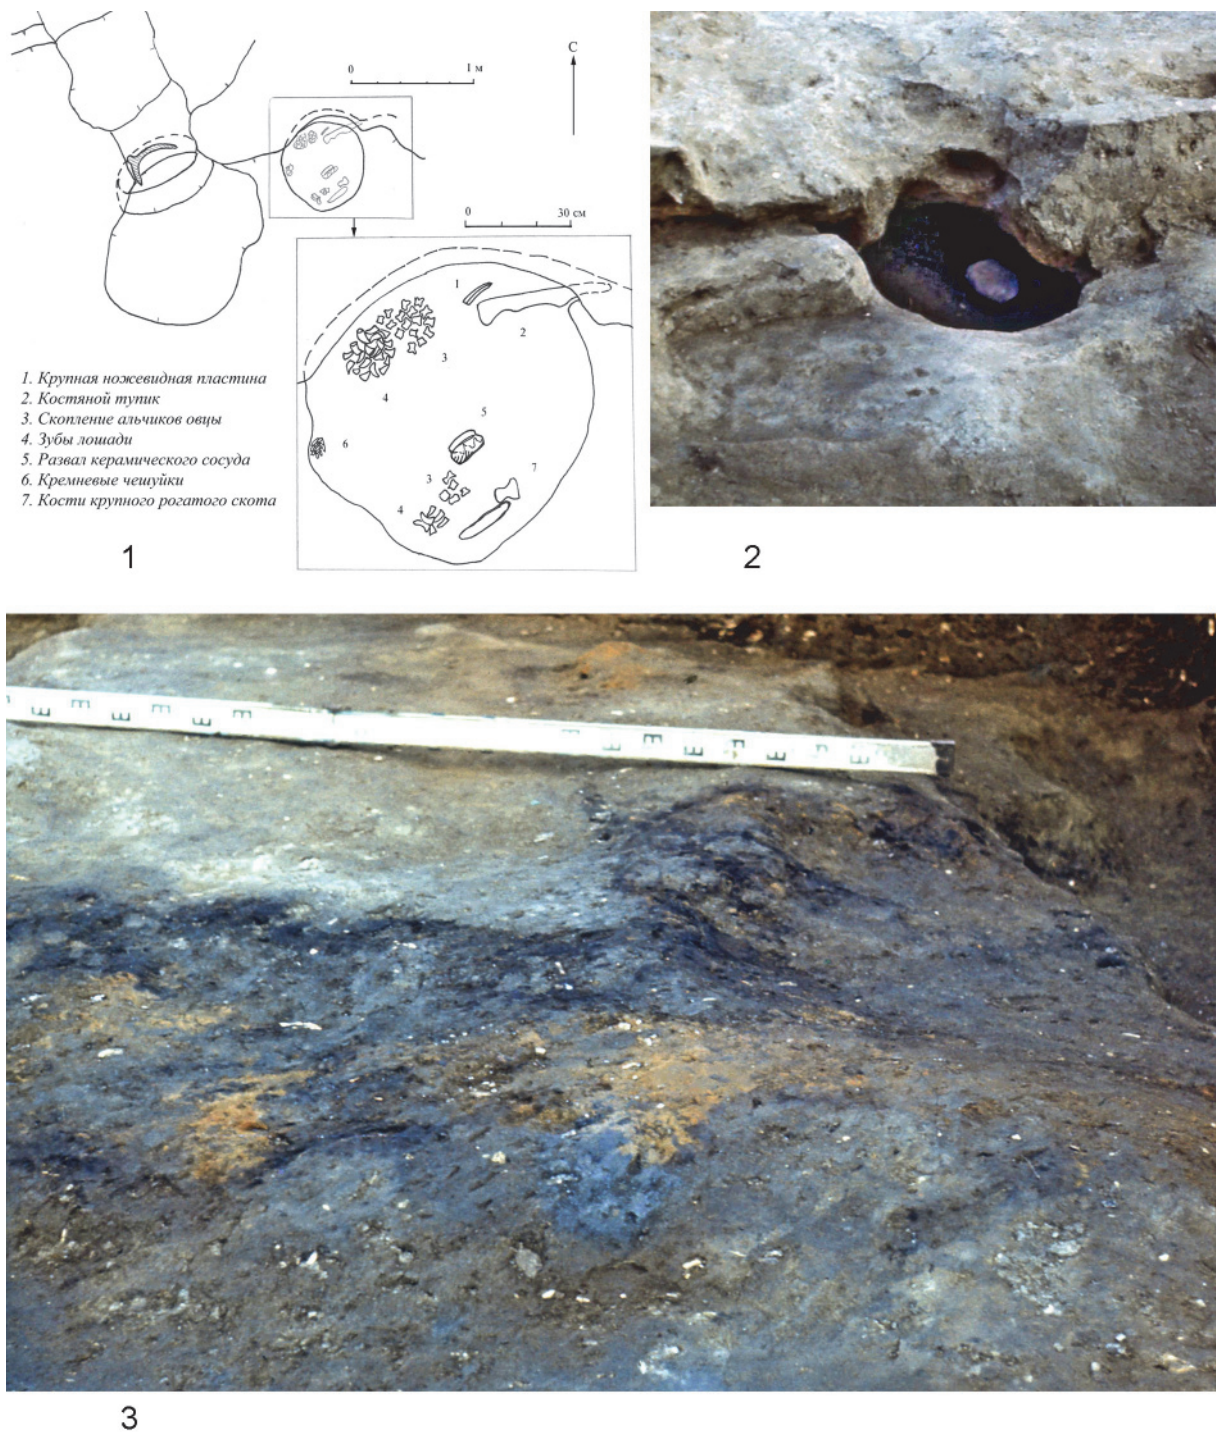 0 1 м
С
0 30 см
1
2
3
4
5
6
7
3
4
1. Крупная ножевидная пластина
2. Костяной тупик
3. Скопление альчиков овцы
4. Зубы лошади
5. Развал керамического сосуда
6. Кремневые чешуйки
7. Кости крупного рогатого скота
1
2
3